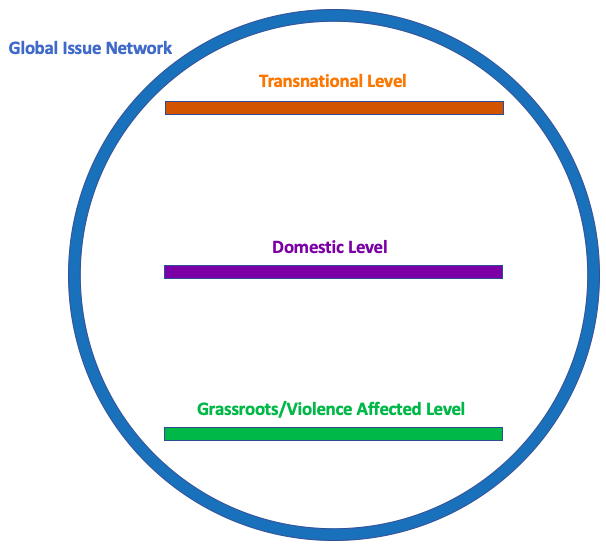 Global Issue Network
Transnational Level
Domestic Level
Grassroots/Violence Affected Level